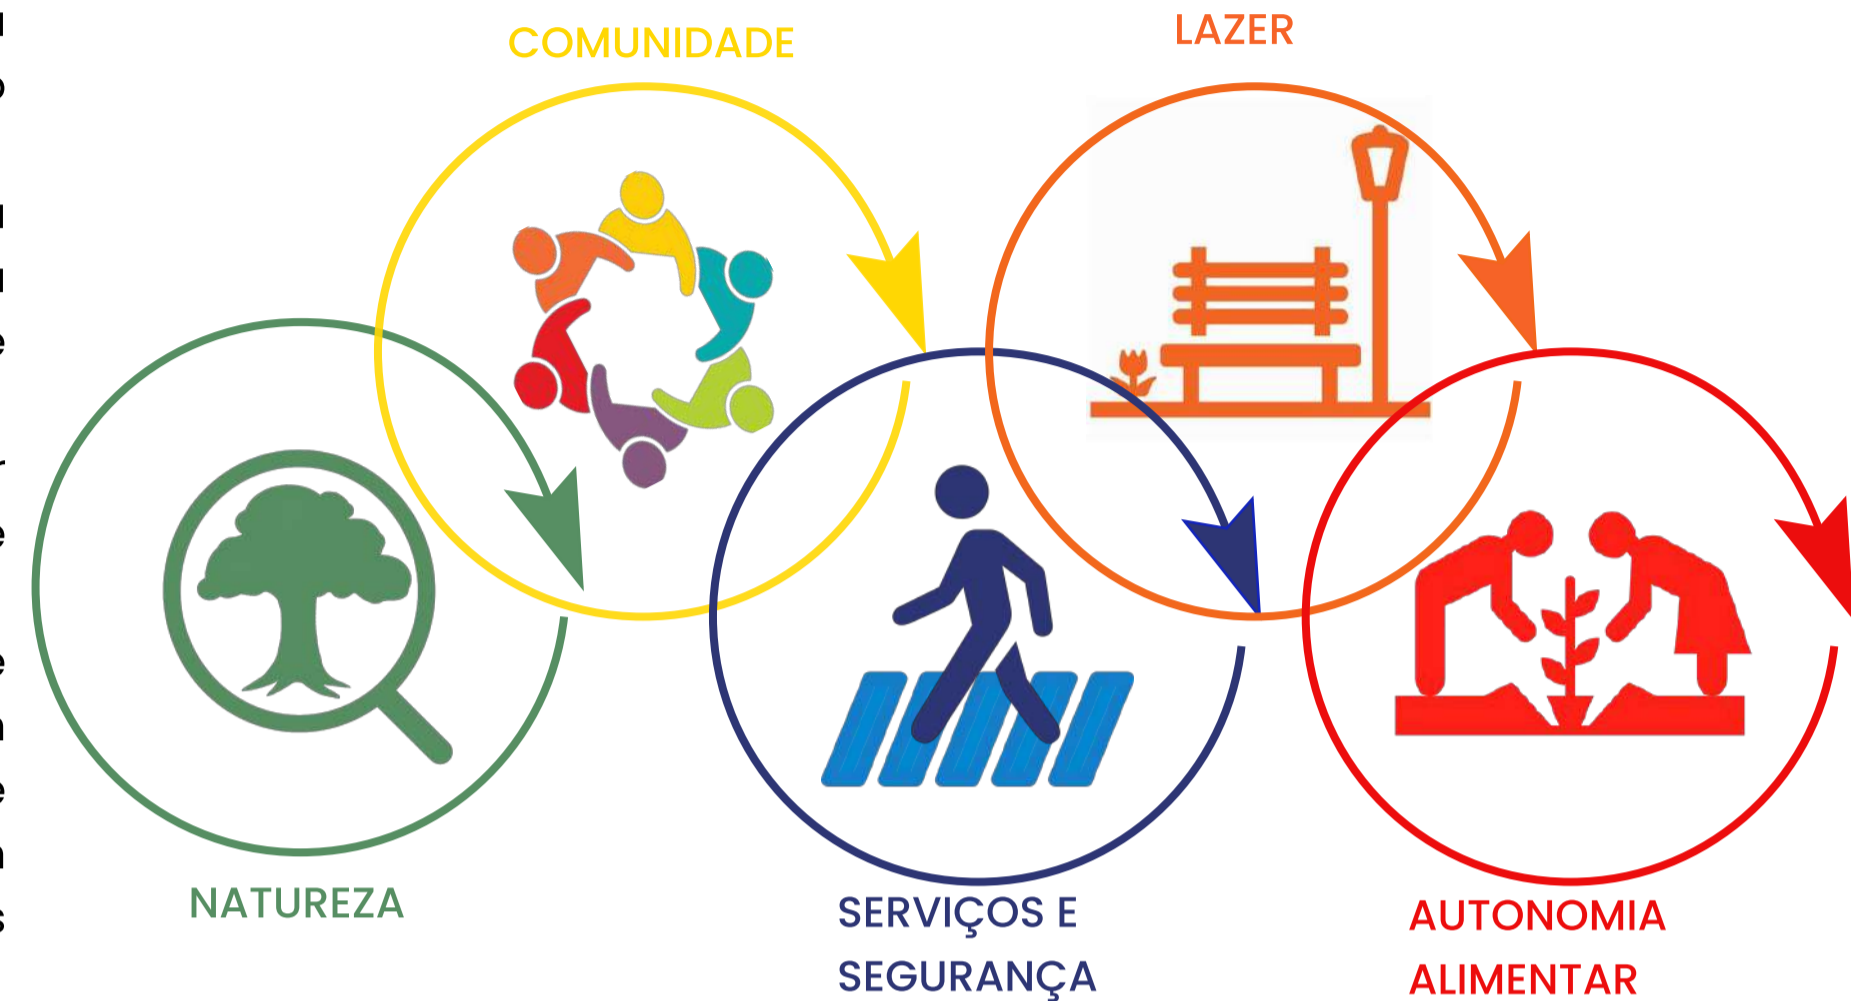 COMUNIDADE
LAZER
NATUREZA
SERVIÇOS E
SEGURANÇA
AUTONOMIA
ALIMENTAR